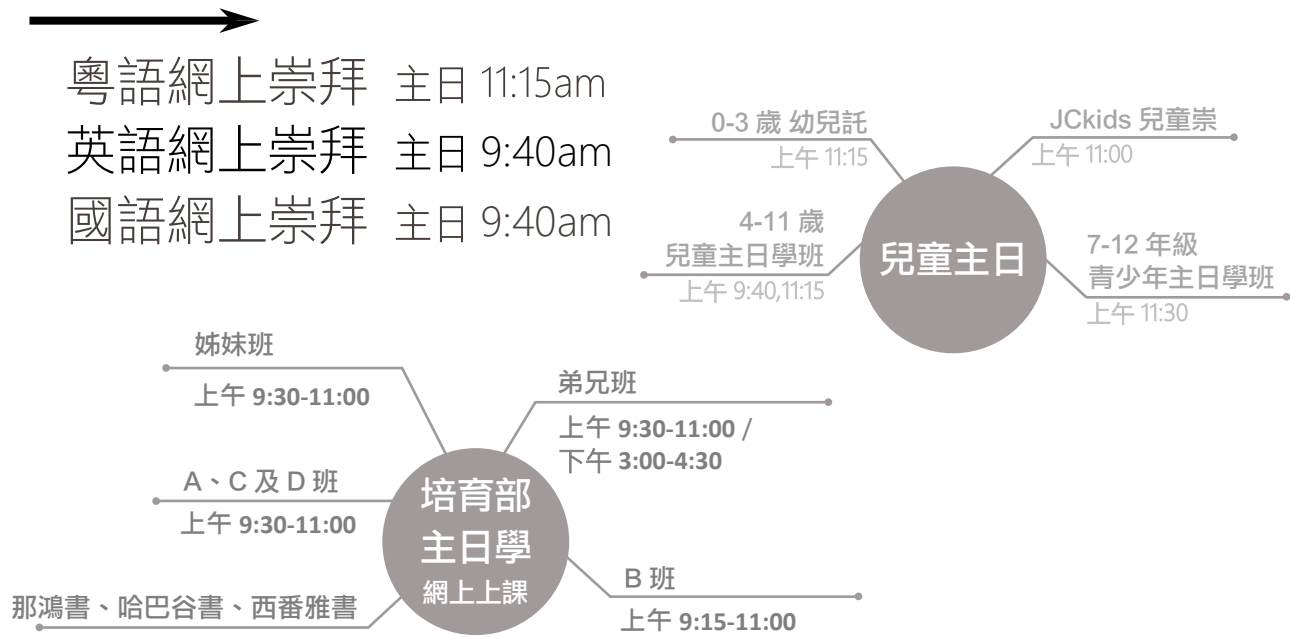 粵語網上崇拜 主日 11:15am
英語網上崇拜 主日 9:40am
國語網上崇拜 主日 9:40am
0-3 歲 幼兒託
上午 11:15
JCkids 兒童崇
上午 11:00
4-11 歲
兒童主日學班
上午 9:40,11:15
兒童主日
7-12 年級
青少年主日學班
上午 11:30
姊妹班
上午 9:30-11:00
弟兄班
上午 9:30-11:00 /
下午 3:00-4:30
A、C 及 D 班
上午 9:30-11:00
培育部
主日學
網上上課
B 班
上午 9:15-11:00
那鴻書、哈巴谷書、西番雅書